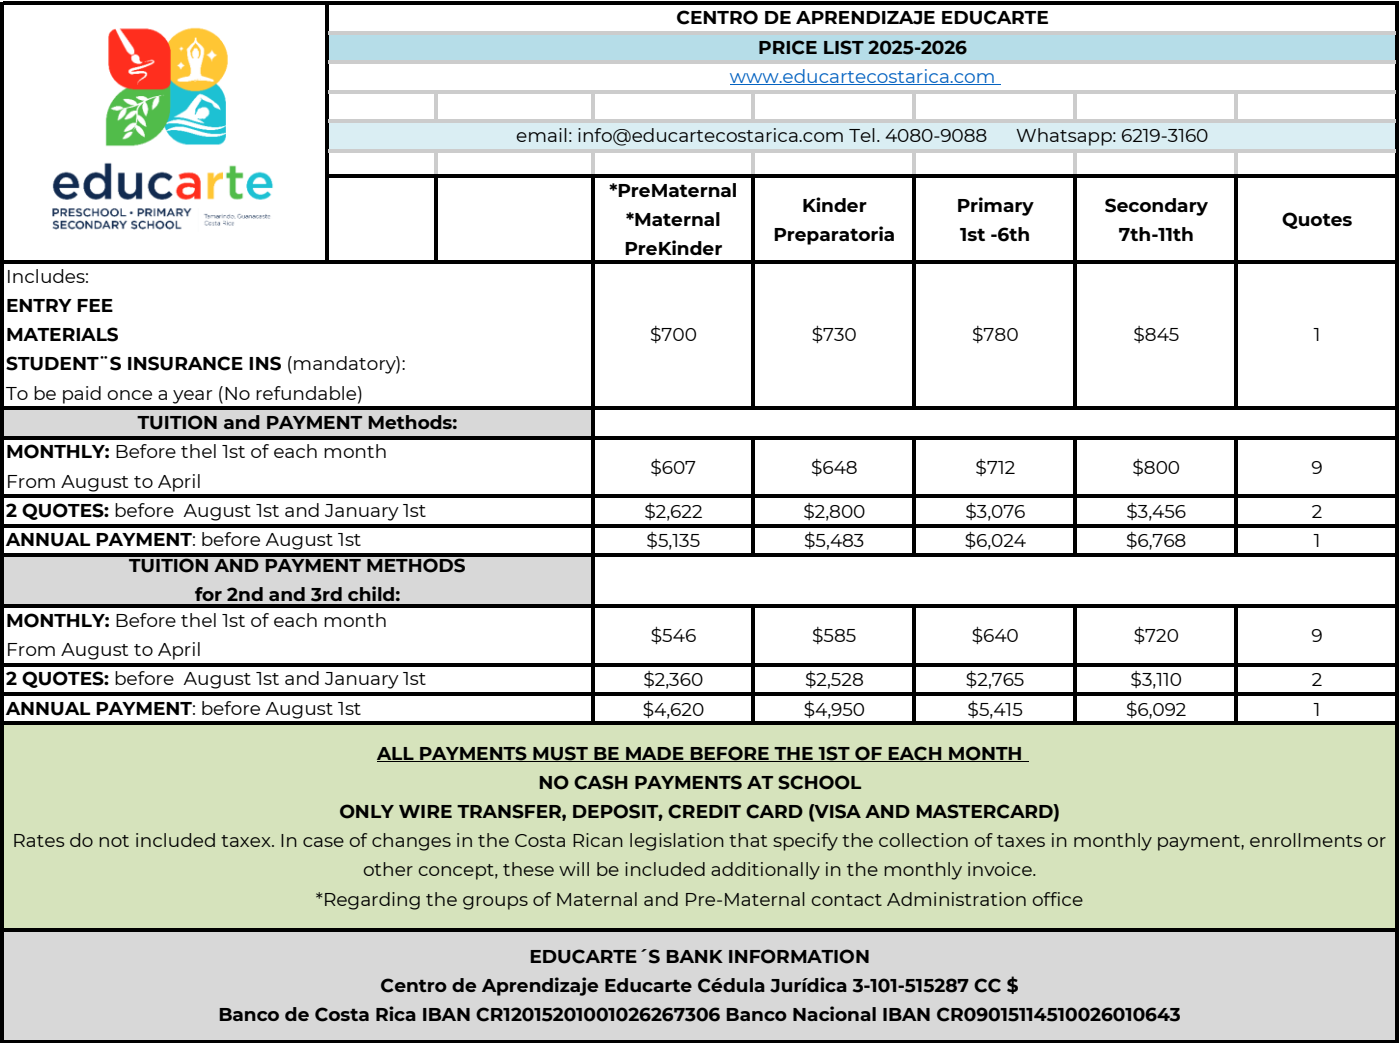 CENTRO DE APRENDIZAJE EDUCARTE
PRICE LIST 2025-2026
www.educartecostarica.com
email: info@educartecostarica.com Tel. 4080-9088 Whatsapp: 6219-3160
educarte
PRESCHOOL • PRIMARY
SECONDARY SCHOOL
Tamarindo, Guanacaste
Costa Rica
*PreMaternal
*Maternal
PreKinder
Kinder
Preparatoria
Primary
1st -6th
Secondary
7th-11th
Quotes
Includes:
ENTRY FEE
MATERIALS
STUDENT¨S INSURANCE INS (mandatory):
To be paid once a year (No refundable)
$700 $730 $780 $845 1
TUITION and PAYMENT Methods:
MONTHLY: Before thel 1st of each month
From August to April
$607 $648 $712 $800 9
2 QUOTES: before August 1st and January 1st $2,622 $2,800 $3,076 $3,456 2
ANNUAL PAYMENT: before August 1st $5,135 $5,483 $6,024 $6,768 1
TUITION AND PAYMENT METHODS
for 2nd and 3rd child:
MONTHLY: Before thel 1st of each month
From August to April
$546 $585 $640 $720 9
2 QUOTES: before August 1st and January 1st $2,360 $2,528 $2,765 $3,110 2
ANNUAL PAYMENT: before August 1st $4,620 $4,950 $5,415 $6,092 1
ALL PAYMENTS MUST BE MADE BEFORE THE 1ST OF EACH MONTH
NO CASH PAYMENTS AT SCHOOL
ONLY WIRE TRANSFER, DEPOSIT, CREDIT CARD (VISA AND MASTERCARD)
Rates do not included taxex. In case of changes in the Costa Rican legislation that specify the collection of taxes in monthly payment, enrollments or
other concept, these will be included additionally in the monthly invoice.
*Regarding the groups of Maternal and Pre-Maternal contact Administration office
EDUCARTE´S BANK INFORMATION
Centro de Aprendizaje Educarte Cédula Jurídica 3-101-515287 CC $
Banco de Costa Rica IBAN CR12015201001026267306 Banco Nacional IBAN CR09015114510026010643